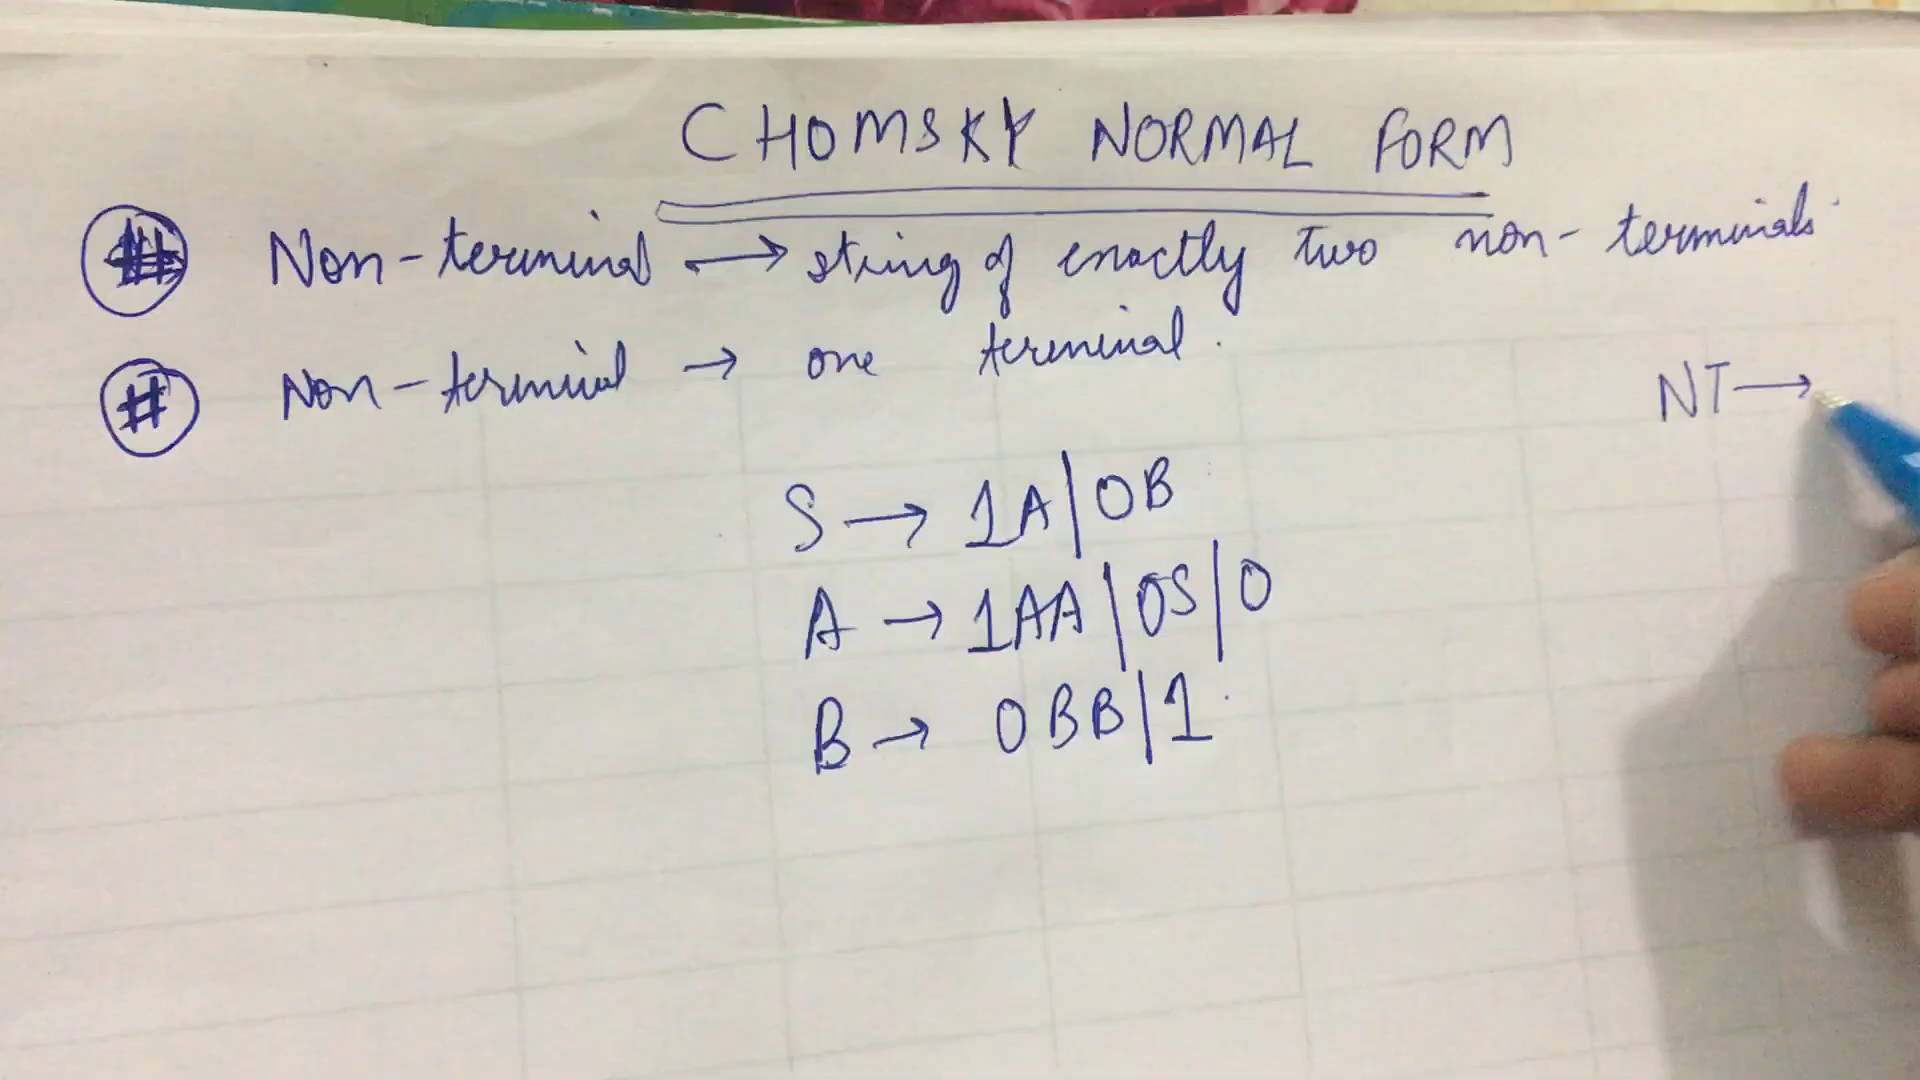 CHOMSKY NORMAL FORM
# Non-terminal → string of exactly two non-terminals.
# Non-terminal → one terminal.
NT →
S → 1A|0B
A → 1AA|0S|0
B → 0BB|1